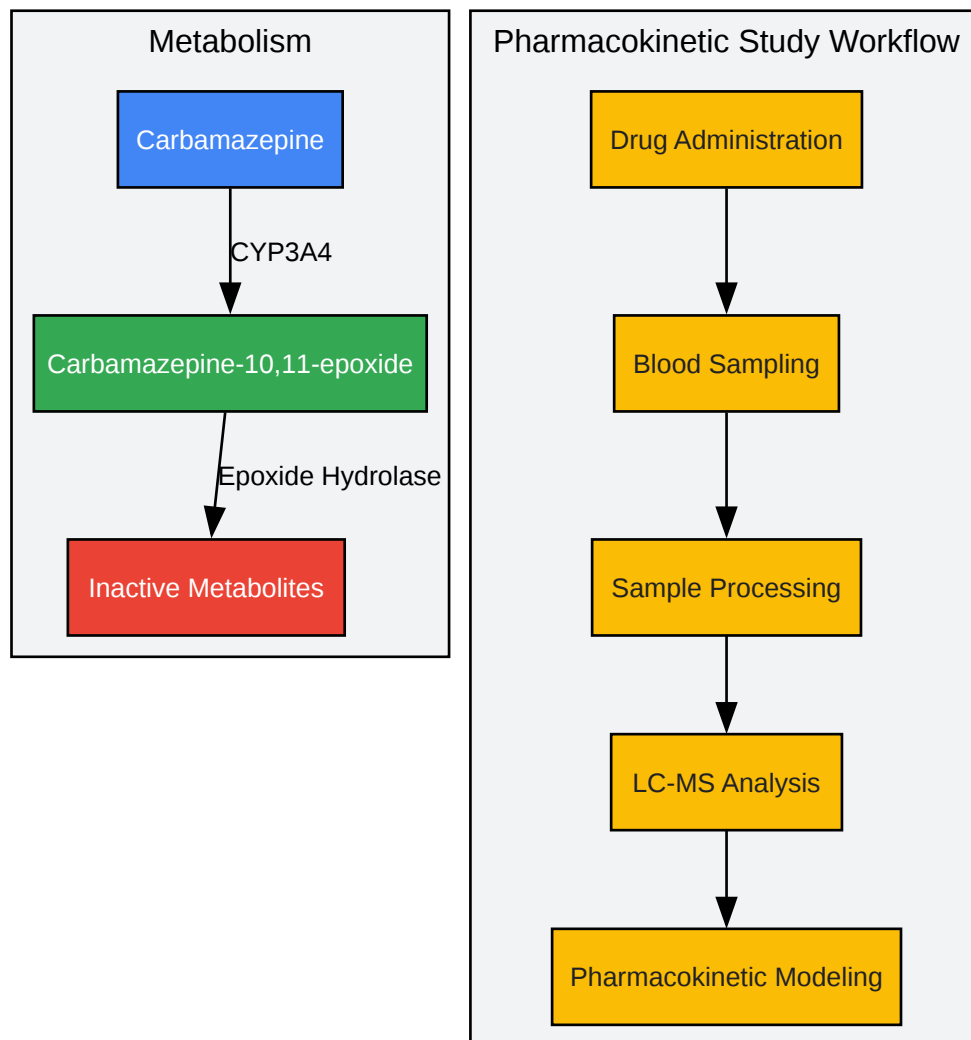 Metabolism
Carbamazepine
CYP3A4
Carbamazepine-10,11-epoxide
Epoxide Hydrolase
Inactive Metabolites
Pharmacokinetic Study Workflow
Drug Administration
Blood Sampling
Sample Processing
LC-MS Analysis
Pharmacokinetic Modeling